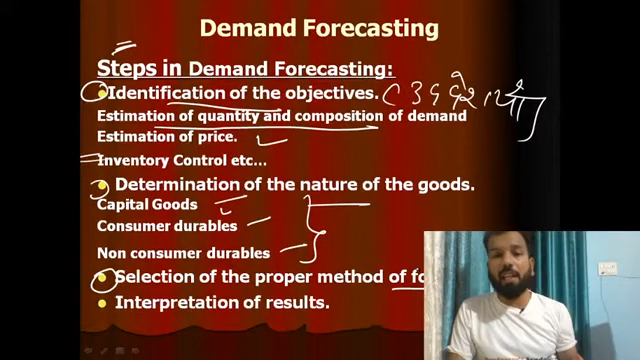 Demand Forecasting
Steps in Demand Forecasting:
Identification of the objectives. (उद्देश्यों)
Estimation of quantity and composition of demand
Estimation of price.
Inventory Control etc...
Determination of the nature of the goods.
Capital Goods
Consumer durables
Non consumer durables
Selection of the proper method of
Interpretation of results.